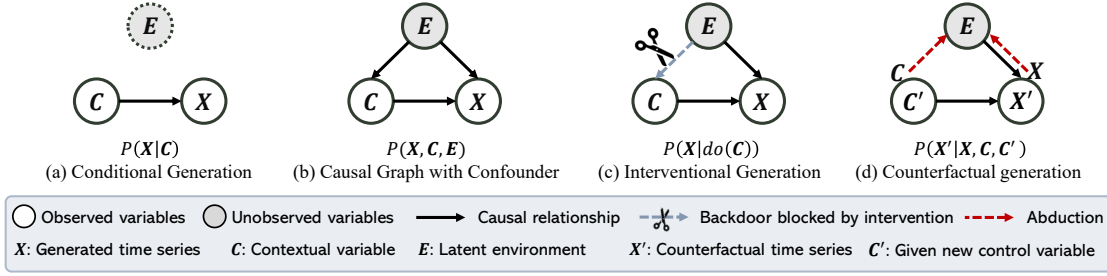 E
C
X
P(X|C)
(a) Conditional Generation
E
C
X
P(X, C, E)
(b) Causal Graph with Confounder
E
C
X
P(X|do(C))
(c) Interventional Generation
E
C
X
C′
X′
P(X′|X, C, C′)
(d) Counterfactual generation
Observed variables
Unobserved variables
Causal relationship
Backdoor blocked by intervention
Abduction
X: Generated time series
C: Contextual variable
E: Latent environment
X′: Counterfactual time series
C′: Given new control variable